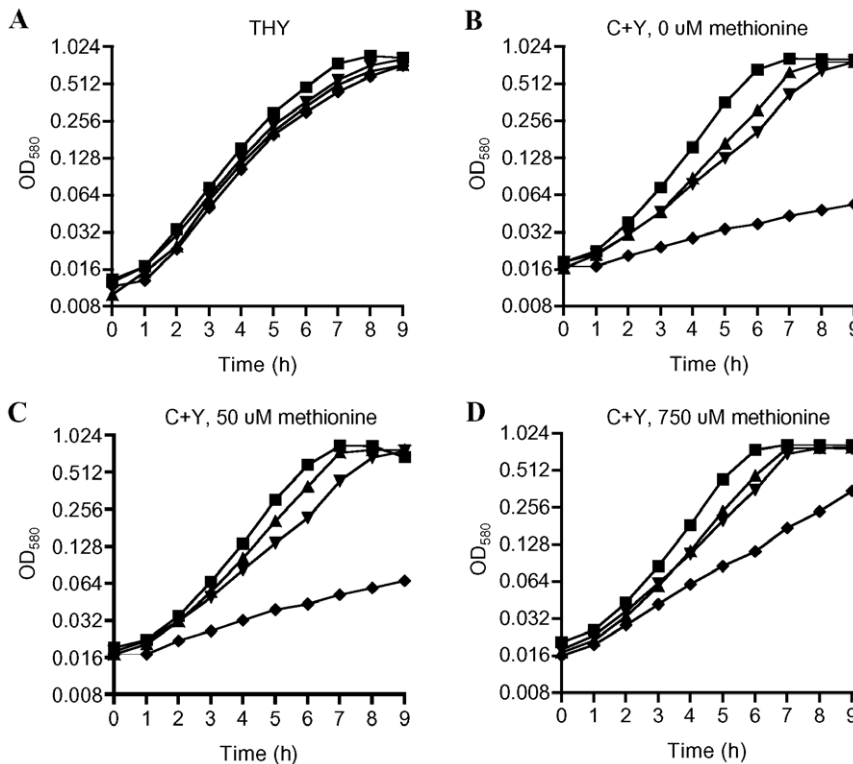 A
THY
1.024
0.512
0.256
0.128
0.064
0.032
0.016
0.008
OD580
0 1 2 3 4 5 6 7 8 9
Time (h)
B
C+Y, 0 uM methionine
1.024
0.512
0.256
0.128
0.064
0.032
0.016
0.008
OD580
0 1 2 3 4 5 6 7 8 9
Time (h)
C
C+Y, 50 uM methionine
1.024
0.512
0.256
0.128
0.064
0.032
0.016
0.008
OD580
0 1 2 3 4 5 6 7 8 9
Time (h)
D
C+Y, 750 uM methionine
1.024
0.512
0.256
0.128
0.064
0.032
0.016
0.008
OD580
0 1 2 3 4 5 6 7 8 9
Time (h)